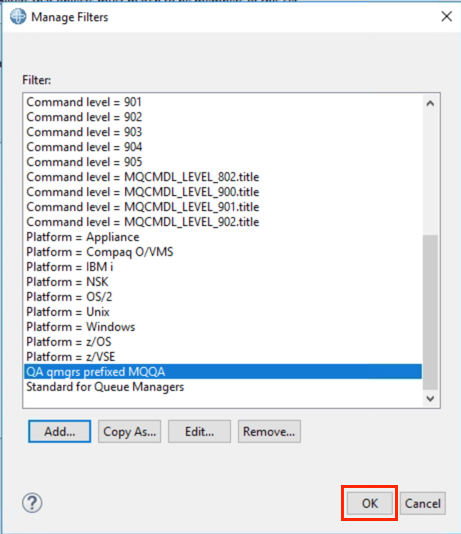 Manage Filters
Filter:
Command level = 901
Command level = 902
Command level = 903
Command level = 904
Command level = 905
Command level = MQCMDL_LEVEL_802.title
Command level = MQCMDL_LEVEL_900.title
Command level = MQCMDL_LEVEL_901.title
Command level = MQCMDL_LEVEL_902.title
Platform = Appliance
Platform = Compaq O/VMS
Platform = IBM i
Platform = NSK
Platform = OS/2
Platform = Unix
Platform = Windows
Platform = z/OS
Platform = z/VSE
QA qmgrs prefixed MQQA
Standard for Queue Managers
Add... Copy As... Edit... Remove...
? OK Cancel